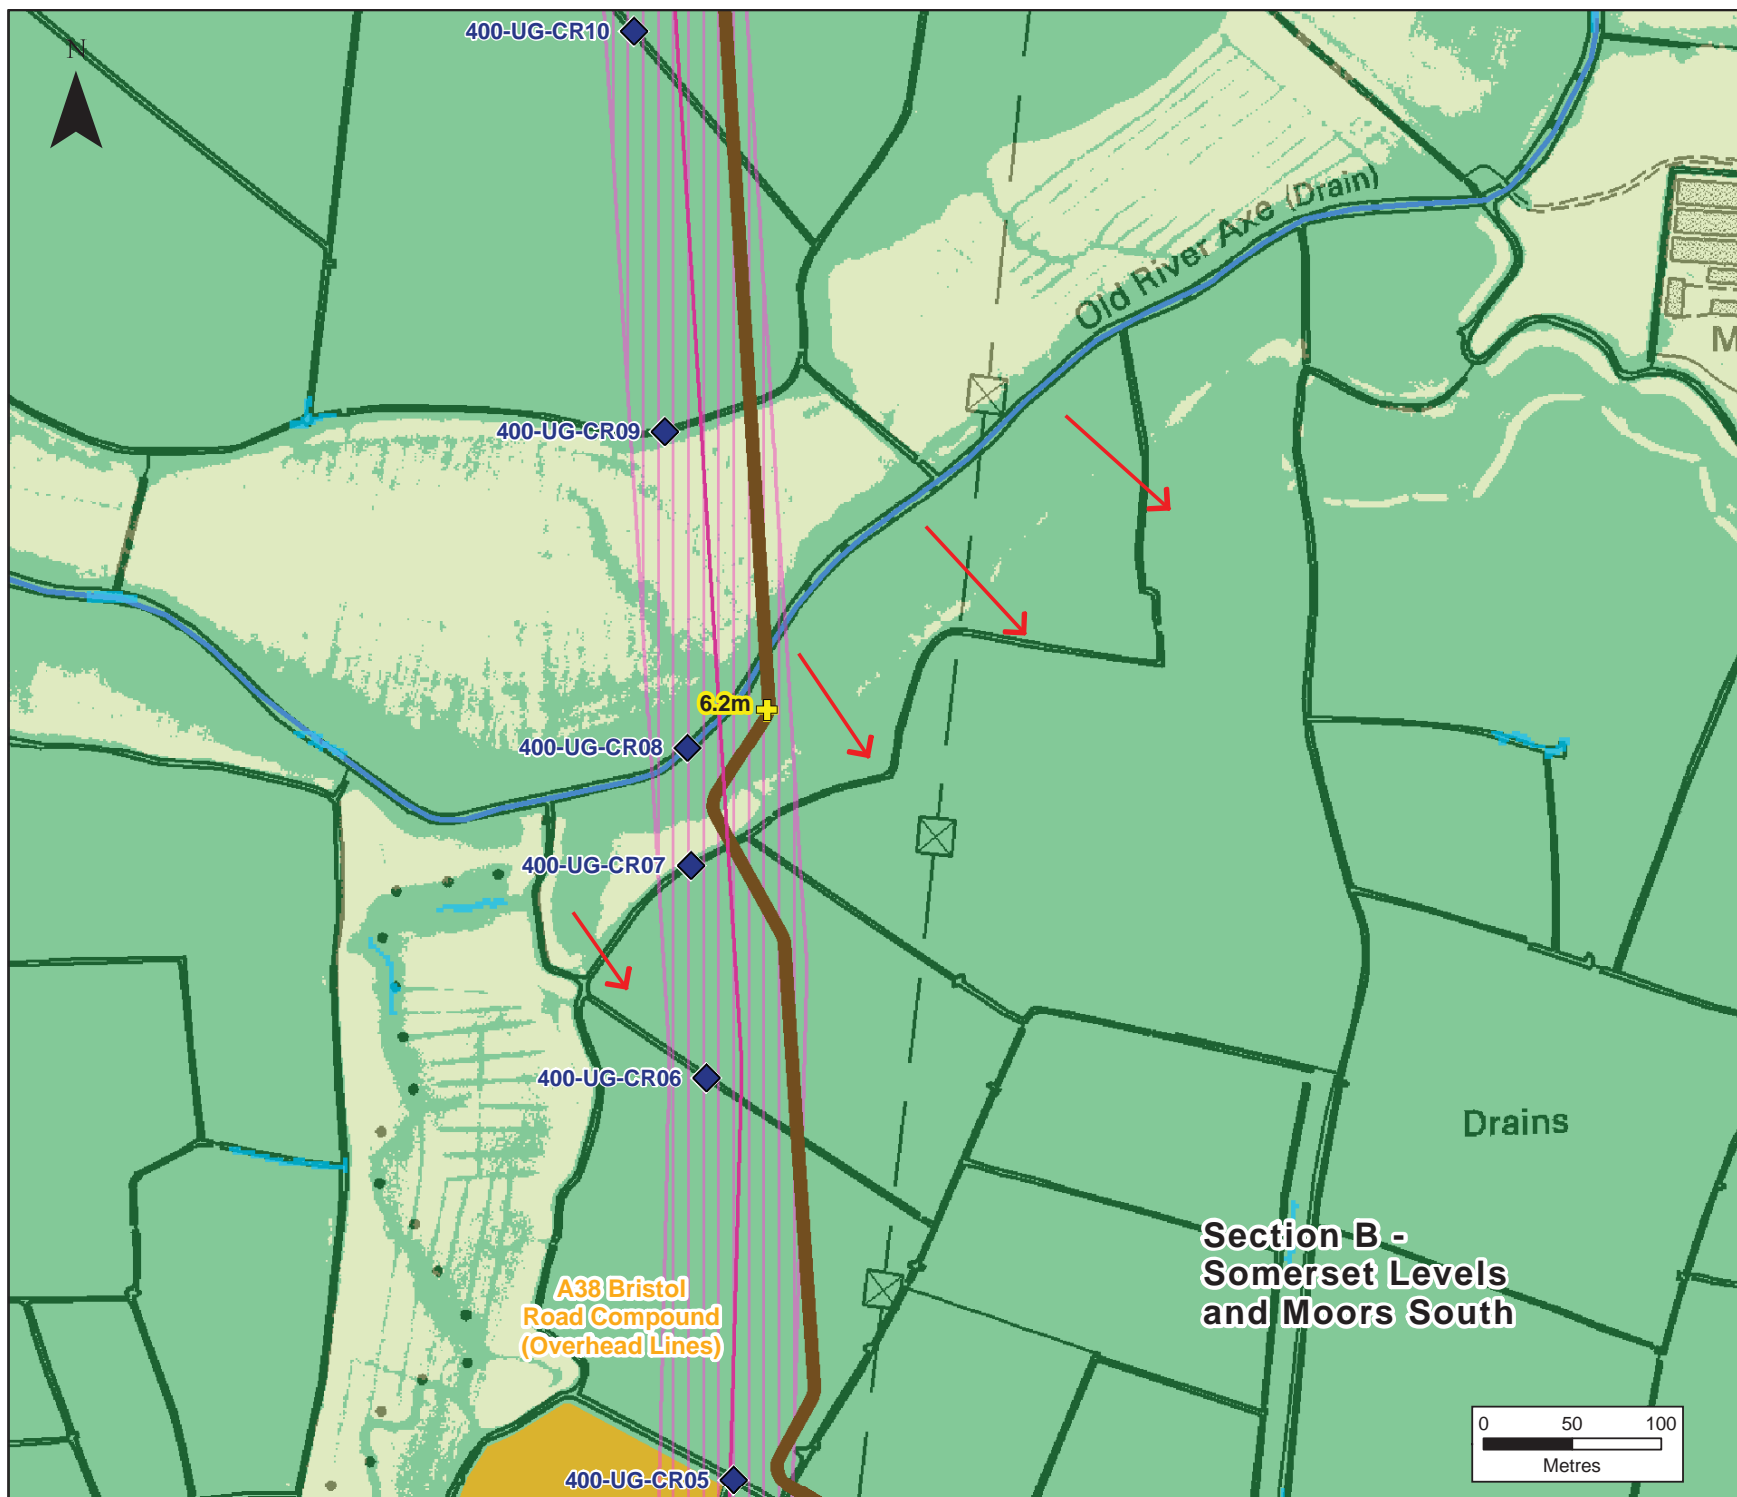 400-UG-CR10
N
Old River Axe (Drain)
M
400-UG-CR09
6.2m
400-UG-CR08
400-UG-CR07
400-UG-CR06
Drains
Section B -
Somerset Levels
and Moors South
A38 Bristol
Road Compound
(Overhead Lines)
0 50 100
Metres
400-UG-CR05